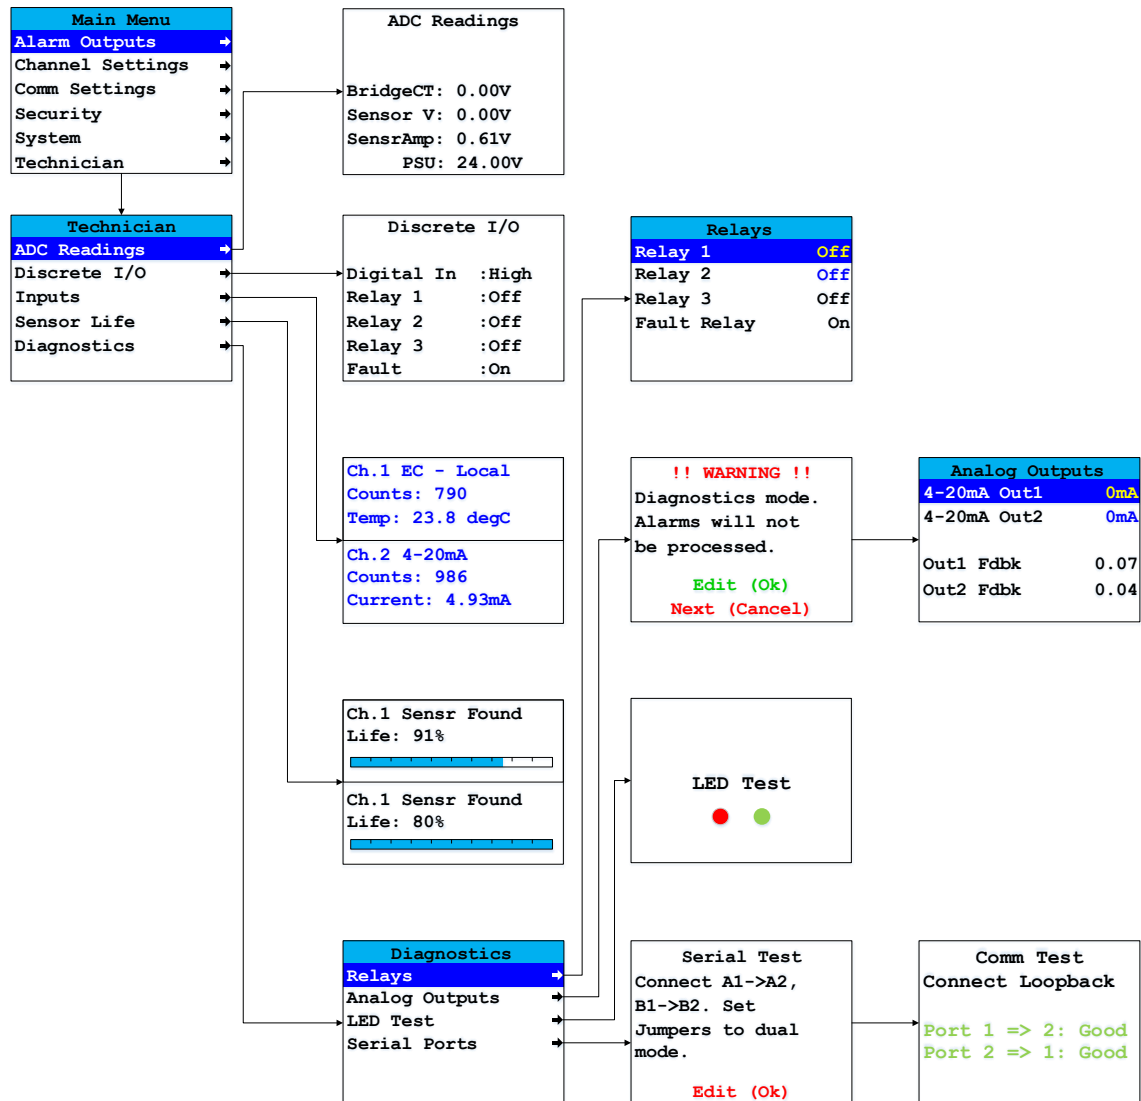 Main Menu
Alarm Outputs
Channel Settings
Comm Settings
Security
System
Technician
ADC Readings
BridgeCT: 0.00V
Sensor V: 0.00V
SensrAmp: 0.61V
PSU: 24.00V
Technician
ADC Readings
Discrete I/O
Inputs
Sensor Life
Diagnostics
Discrete I/O
Digital In :High
Relay 1 :Off
Relay 2 :Off
Relay 3 :Off
Fault :On
Relays
Relay 1 Off
Relay 2 Off
Relay 3 Off
Fault Relay On
Ch.1 EC - Local
Counts: 790
Temp: 23.8 degC
Ch.2 4-20mA
Counts: 986
Current: 4.93mA
!! WARNING !!
Diagnostics mode.
Alarms will not
be processed.
Edit (Ok)
Next (Cancel)
Analog Outputs
4-20mA Out1 0mA
4-20mA Out2 0mA
Out1 Fdbk 0.07
Out2 Fdbk 0.04
Ch.1 Sensr Found
Life: 91%
Ch.1 Sensr Found
Life: 80%
LED Test
Diagnostics
Relays
Analog Outputs
LED Test
Serial Ports
Serial Test
Connect A1->A2,
B1->B2. Set
Jumpers to dual
mode.
Edit (Ok)
Comm Test
Connect Loopback
Port 1 => 2: Good
Port 2 => 1: Good